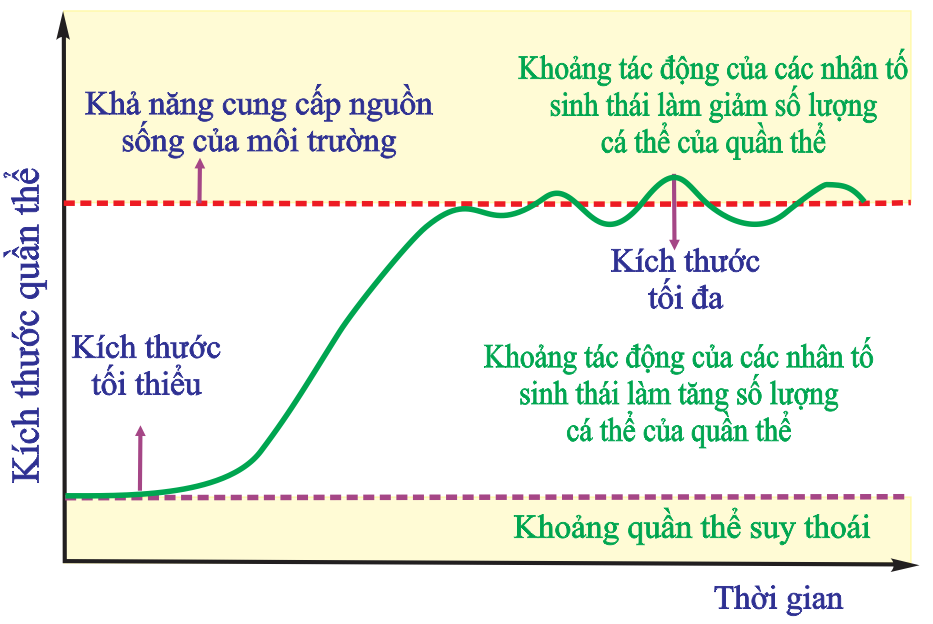 Khoảng tác động của các nhân tố
sinh thái làm giảm số lượng
cá thể của quần thể
Khả năng cung cấp nguồn
sống của môi trường
Kích thước quần thể
Kích thước
tối đa
Kích thước
tối thiểu
Khoảng tác động của các nhân tố
sinh thái làm tăng số lượng
cá thể của quần thể
Khoảng quần thể suy thoái
Thời gian